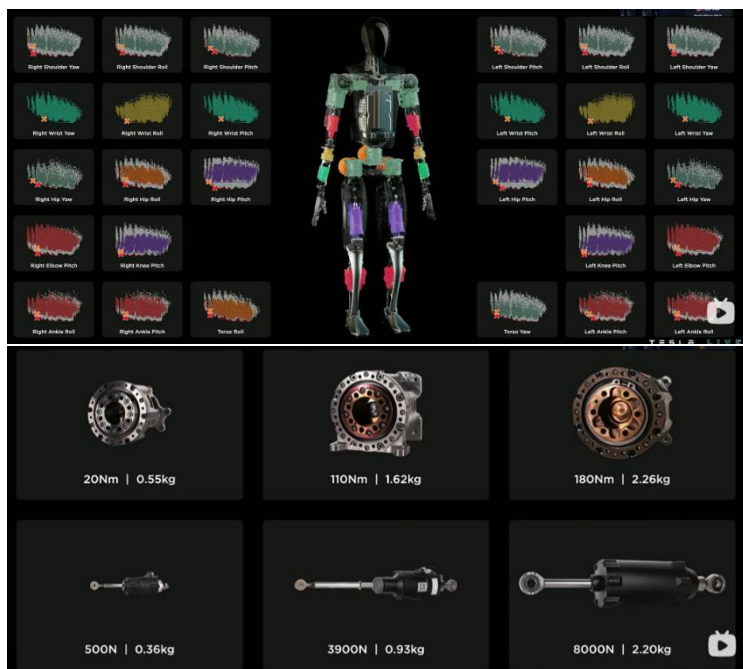 Right Shoulder Yaw
Right Shoulder Roll
Right Shoulder Pitch
Left Shoulder Pitch
Left Shoulder Roll
Left Shoulder Yaw
Right Wrist Yaw
Right Wrist Roll
Right Wrist Pitch
Left Wrist Pitch
Left Wrist Roll
Left Wrist Yaw
Right Hip Yaw
Right Hip Roll
Right Hip Pitch
Left Hip Pitch
Left Hip Roll
Left Hip Yaw
Right Elbow Pitch
Right Knee Pitch
Left Knee Pitch
Left Elbow Pitch
Right Ankle Roll
Right Ankle Pitch
Torso Roll
Torso Yaw
Left Ankle Pitch
Left Ankle Roll
TESLA LIVE
20Nm | 0.55kg
110Nm | 1.62kg
180Nm | 2.26kg
500N | 0.36kg
3900N | 0.93kg
8000N | 2.20kg